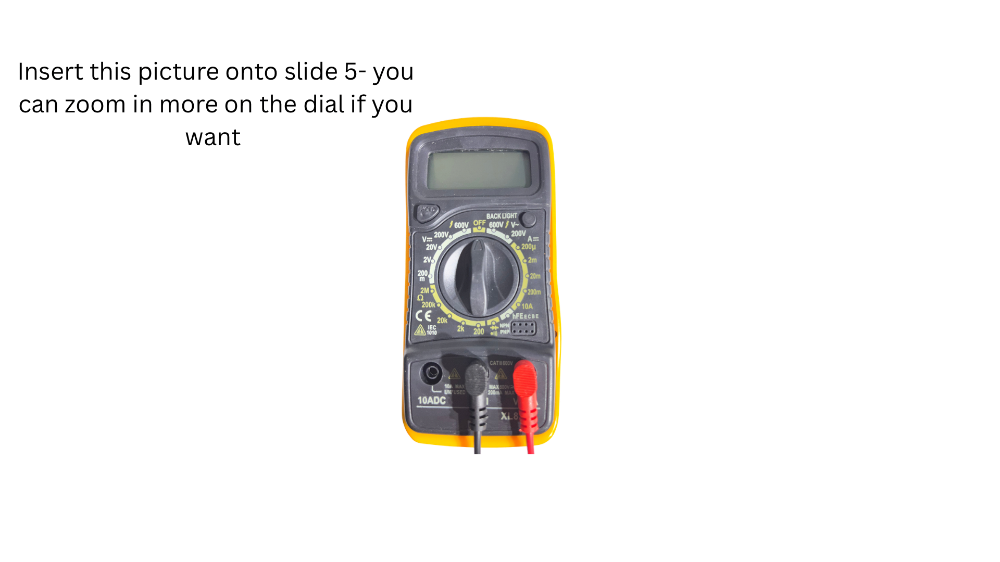 Insert this picture onto slide 5- you
can zoom in more on the dial if you
want
HOLD
BACK LIGHT
600V OFF 600V V~
V⎓ 200V 200V A⎓
20V 200µ
2V 2m
200 m 20m
2M 200m
Ω
200k 10A
CE 20k hFE E C B E
IEC 1010 2k 200 NPN
PNP
CAT II 600V
10A MAX MAX 600V
UNFUSED 200mA MAX
10ADC